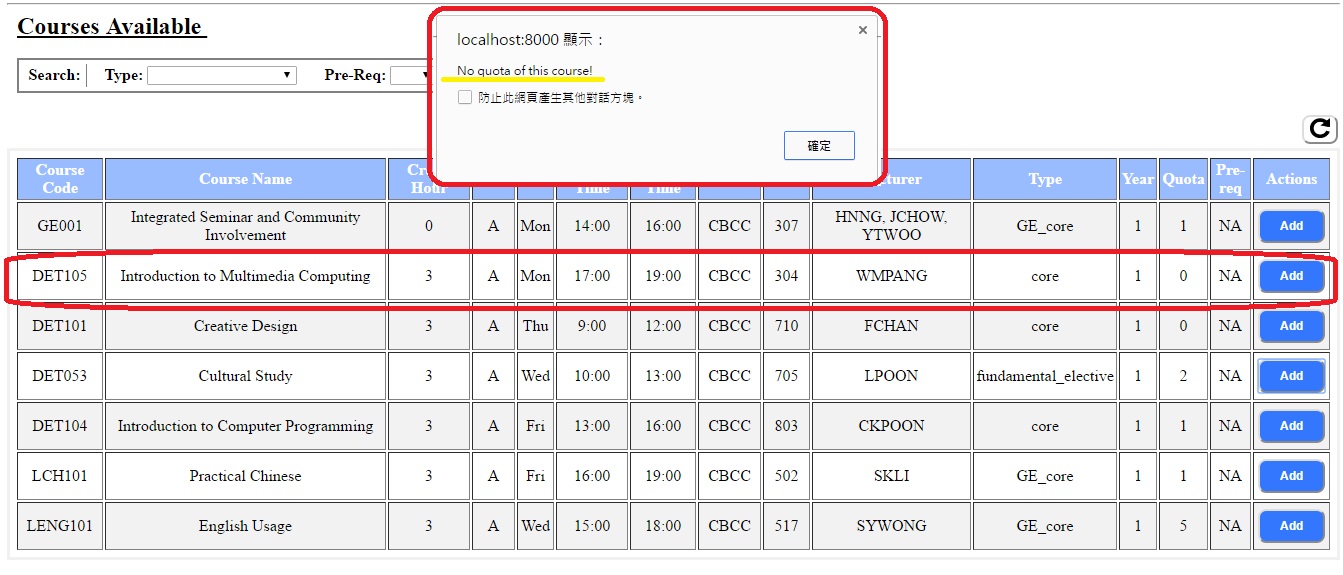 Courses Available
localhost:8000 顯示：
×
No quota of this course!
防止此網頁產生其他對話方塊。
確定
Search: Type: Pre-Req:
Course Code Course Name Hour Time Time Type Year Quota Pre-req Actions
GE001 Integrated Seminar and Community Involvement 0 A Mon 14:00 16:00 CBCC 307 HNNG, JCHOW, YTWOO GE_core 1 1 NA Add
DET105 Introduction to Multimedia Computing 3 A Mon 17:00 19:00 CBCC 304 WMPANG core 1 0 NA Add
DET101 Creative Design 3 A Thu 9:00 12:00 CBCC 710 FCHAN core 1 0 NA Add
DET053 Cultural Study 3 A Wed 10:00 13:00 CBCC 705 LPOON fundamental_elective 1 2 NA Add
DET104 Introduction to Computer Programming 3 A Fri 13:00 16:00 CBCC 803 CKPOON core 1 1 NA Add
LCH101 Practical Chinese 3 A Fri 16:00 19:00 CBCC 502 SKLI GE_core 1 1 NA Add
LENG101 English Usage 3 A Wed 15:00 18:00 CBCC 517 SYWONG GE_core 1 5 NA Add